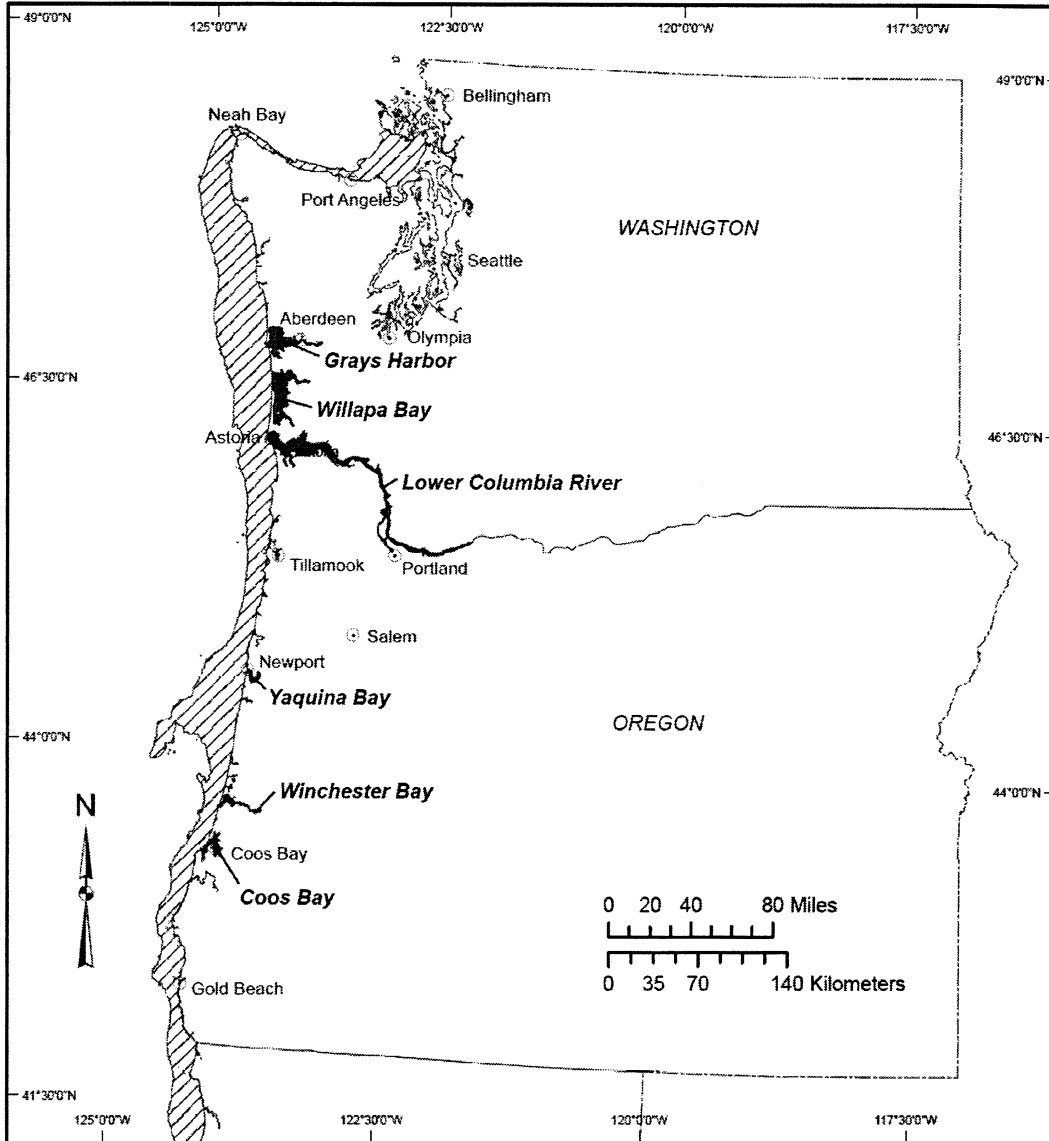 49°0'0"N
125°0'0"W
122°30'0"W
120°0'0"W
117°30'0"W
49°0'0"N
Bellingham
Neah Bay
Port Angeles
WASHINGTON
Seattle
Aberdeen
Olympia
Grays Harbor
46°30'0"N
Willapa Bay
Astoria
46°30'0"N
Lower Columbia River
Tillamook
Portland
Salem
Newport
Yaquina Bay
OREGON
44°0'0"N
Winchester Bay
44°0'0"N
N
Coos Bay
Coos Bay
0 20 40 80 Miles
0 35 70 140 Kilometers
Gold Beach
41°30'0"N
125°0'0"W
122°30'0"W
120°0'0"W
117°30'0"W